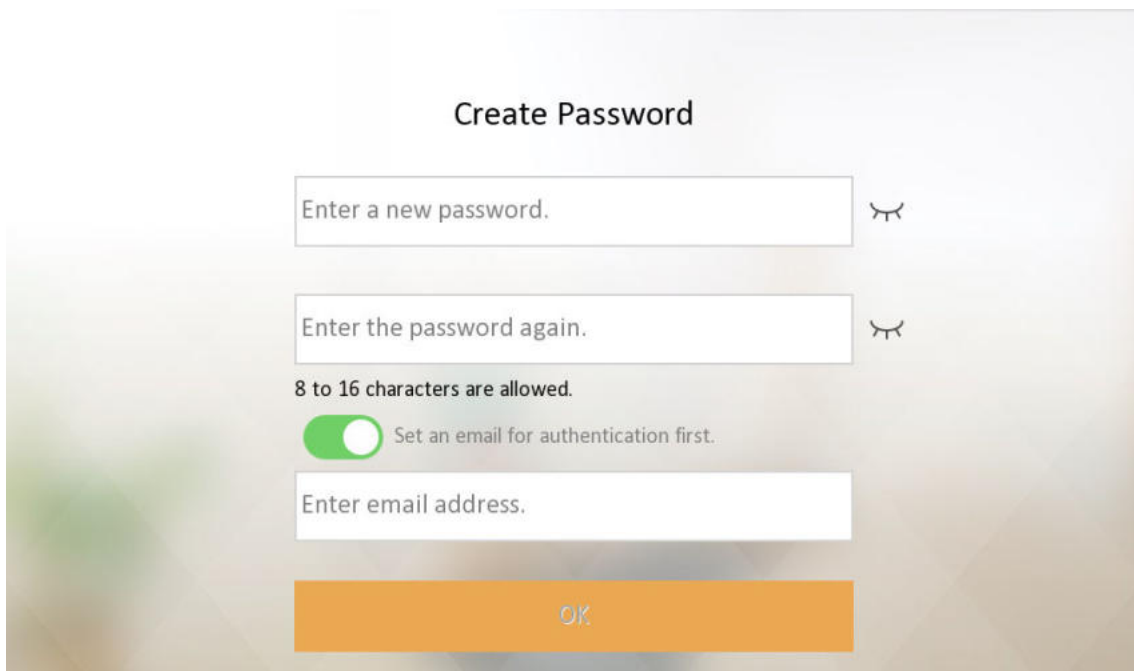 Create Password
Enter a new password.
Enter the password again.
8 to 16 characters are allowed.
Set an email for authentication first.
Enter email address.
OK